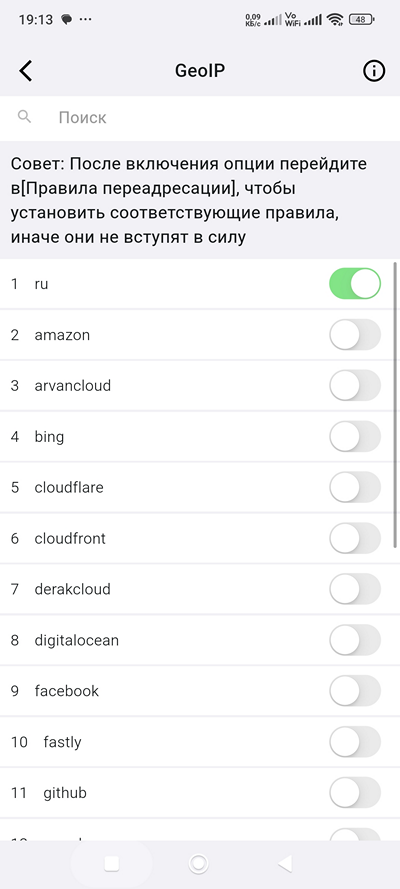 19:13
0,09
КБ/с
Vo
WiFi
48
GeoIP
Поиск
Совет: После включения опции перейдите
в[Правила переадресации], чтобы
установить соответствующие правила,
иначе они не вступят в силу
1 ru
2 amazon
3 arvancloud
4 bing
5 cloudflare
6 cloudfront
7 derakcloud
8 digitalocean
9 facebook
10 fastly
11 github